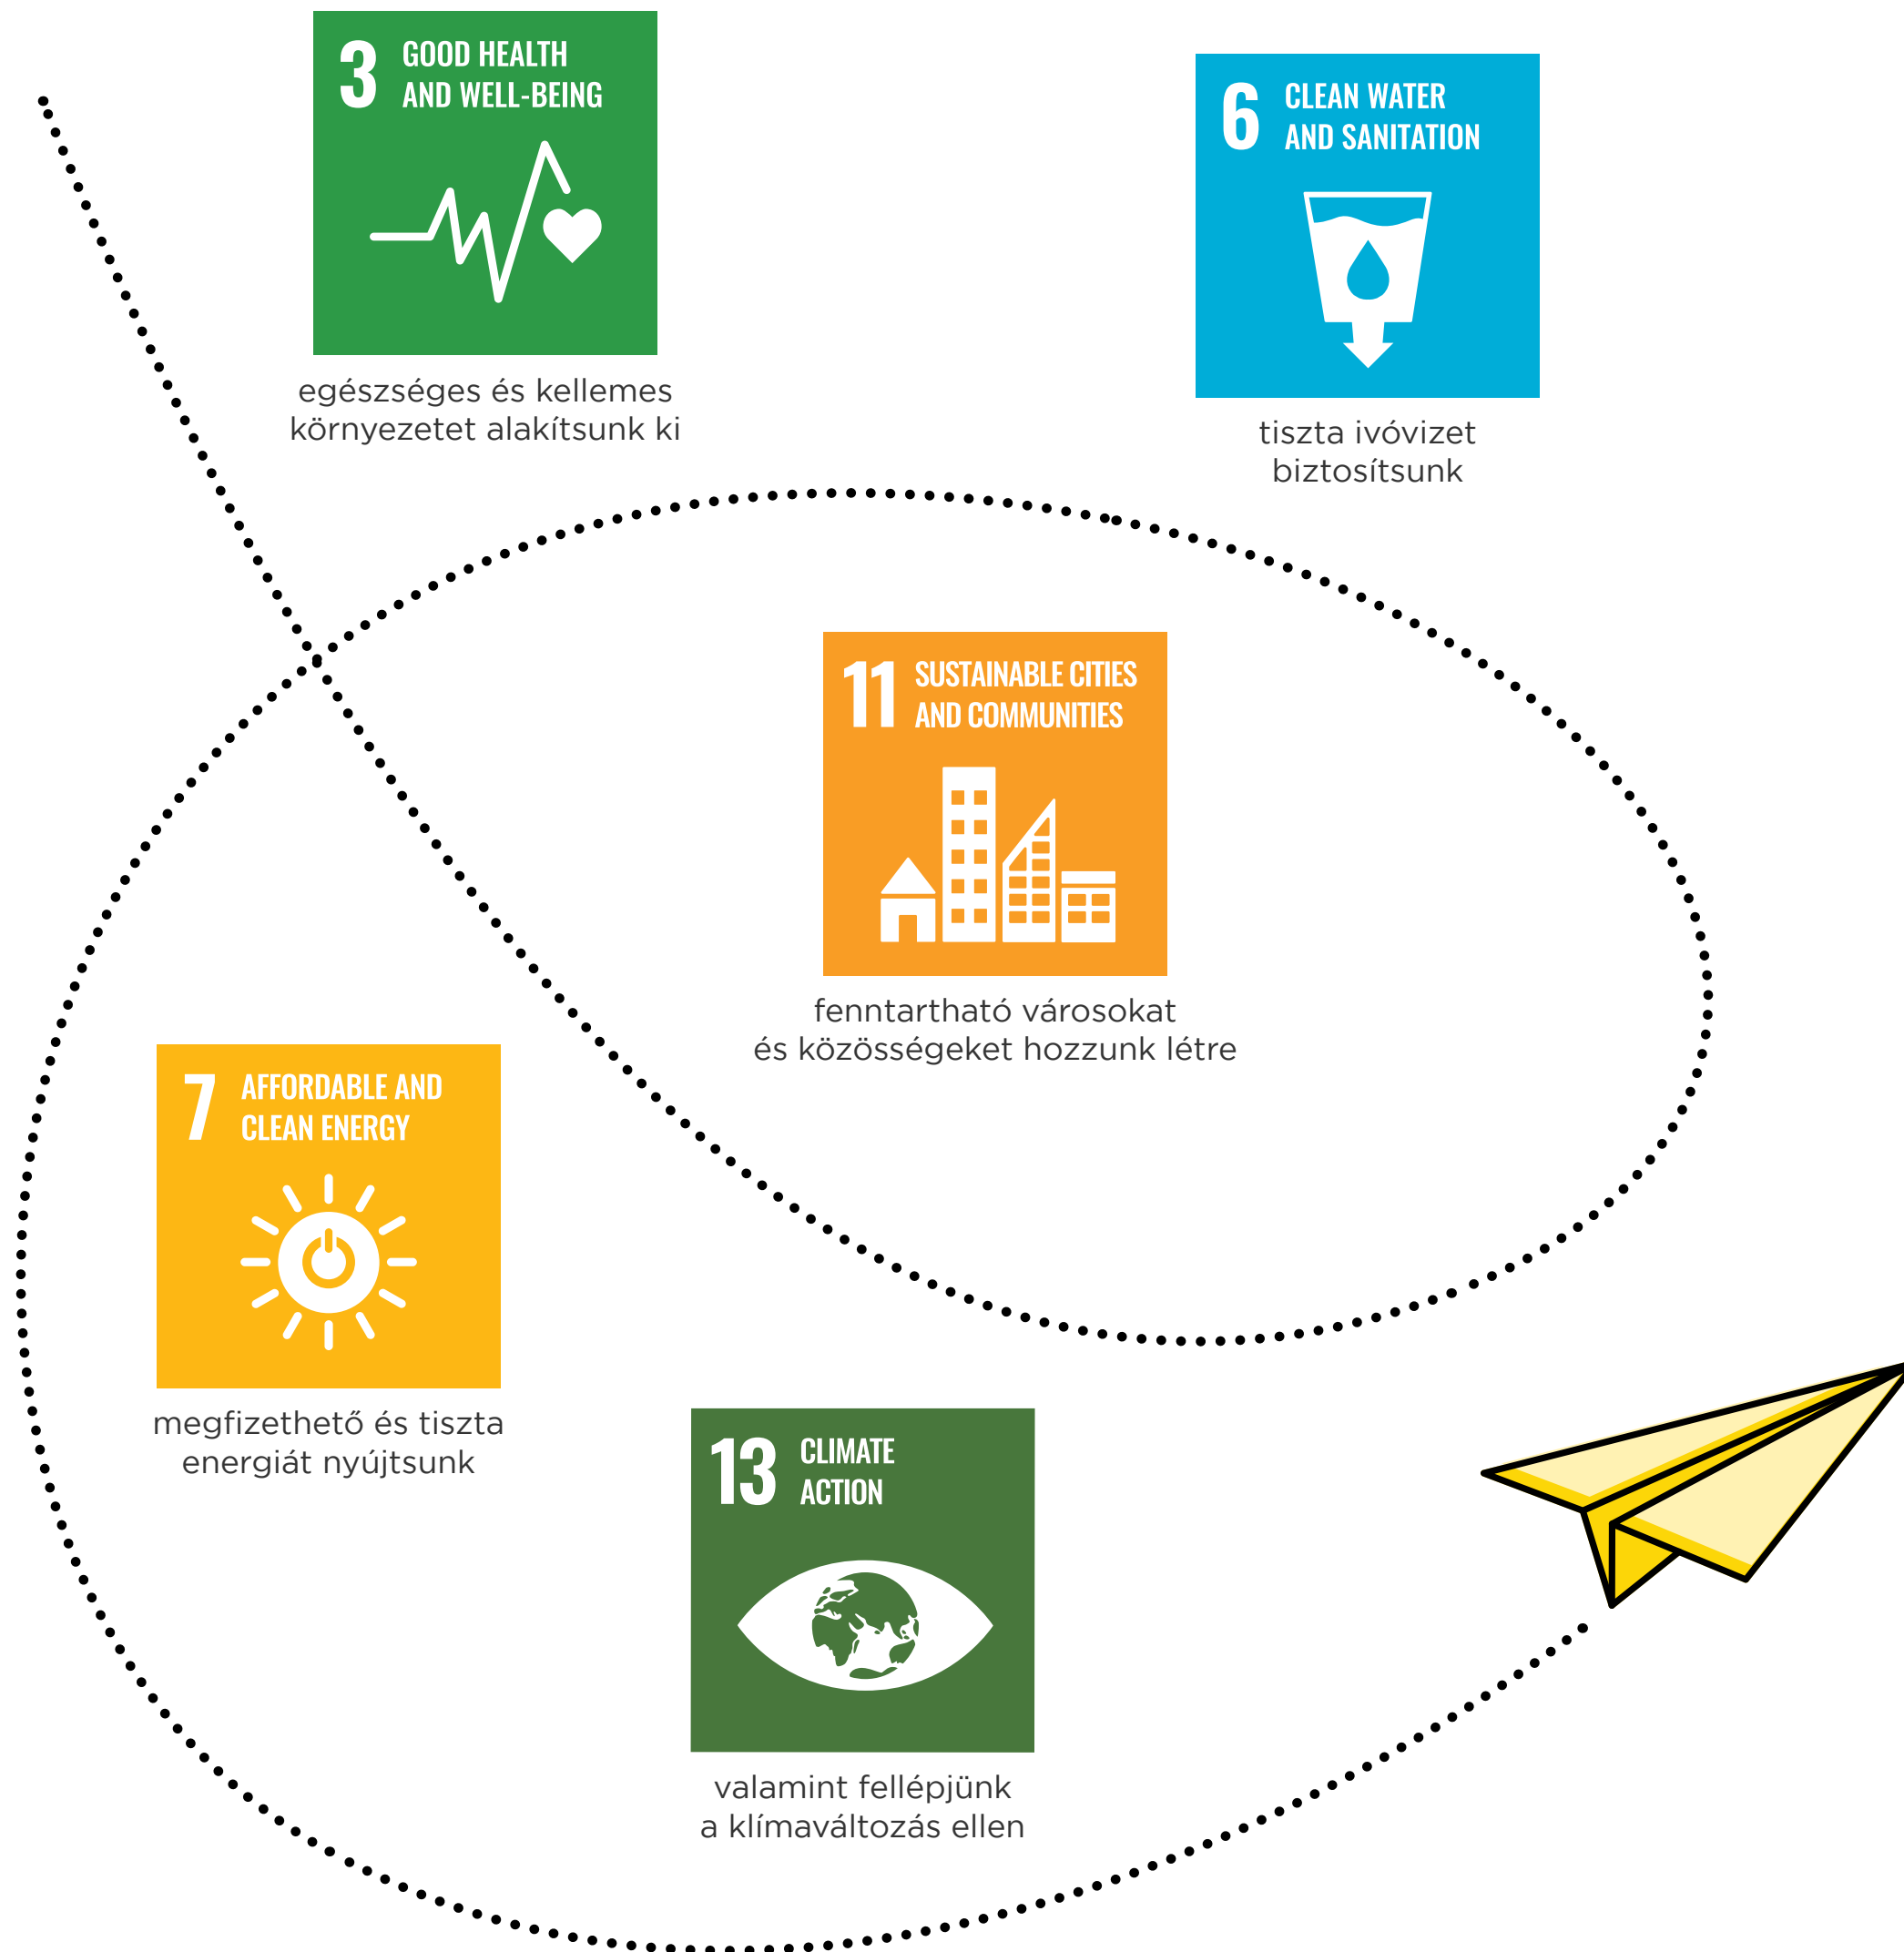 3 GOOD HEALTH
AND WELL-BEING
egészséges és kellemes
környezetet alakítsunk ki
6 CLEAN WATER
AND SANITATION
tiszta ivóvizet
biztosítsunk
11 SUSTAINABLE CITIES
AND COMMUNITIES
fenntartható városokat
és közösségeket hozzunk létre
7 AFFORDABLE AND
CLEAN ENERGY
megfizethető és tiszta
energiát nyújtsunk
13 CLIMATE
ACTION
valamint fellépjünk
a klímaváltozás ellen